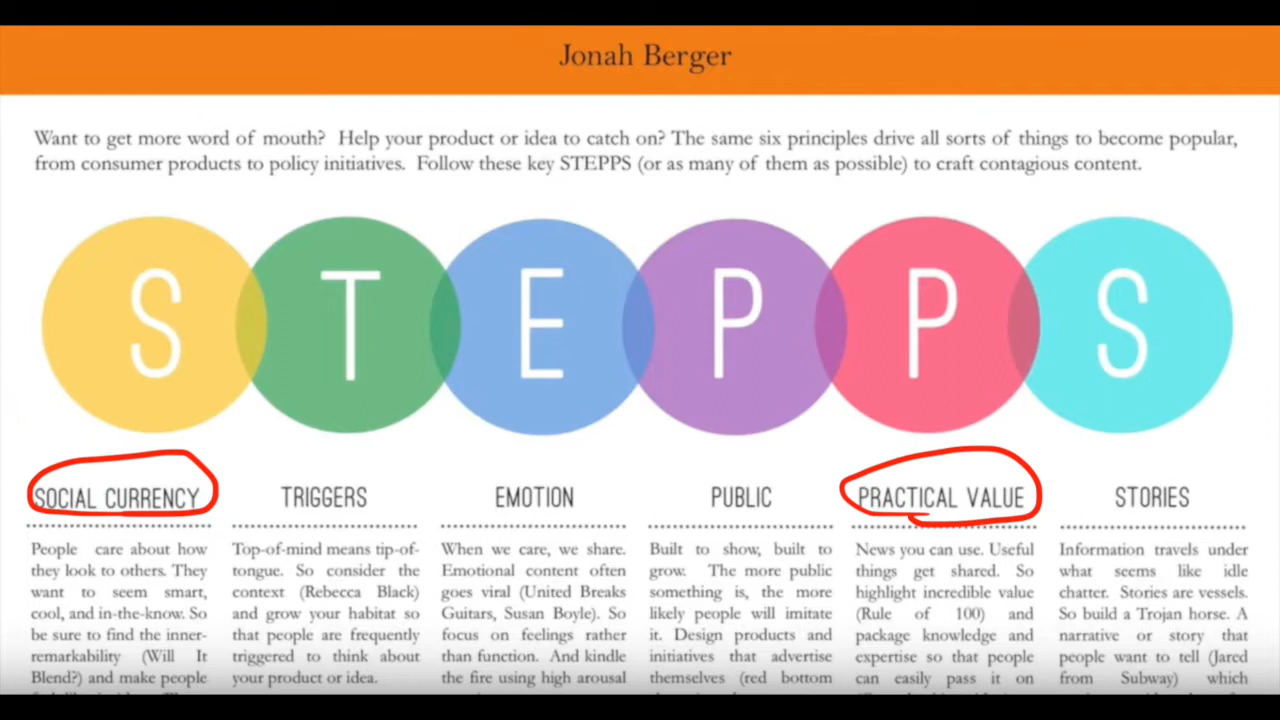 Jonah Berger
Want to get more word of mouth? Help your product or idea to catch on? The same six principles drive all sorts of things to become popular,
from consumer products to policy initiatives. Follow these key STEPPS (or as many of them as possible) to craft contagious content.
S T E P P S
SOCIAL CURRENCY
People care about how
they look to others. They
want to seem smart,
cool, and in-the-know. So
be sure to find the inner-
remarkability (Will It
Blend?) and make people
TRIGGERS
Top-of-mind means tip-of-
tongue. So consider the
context (Rebecca Black)
and grow your habitat so
that people are frequently
triggered to think about
your product or idea.
EMOTION
When we care, we share.
Emotional content often
goes viral (United Breaks
Guitars, Susan Boyle). So
focus on feelings rather
than function. And kindle
the fire using high arousal
PUBLIC
Built to show, built to
grow. The more public
something is, the more
likely people will imitate
it. Design products and
initiatives that advertise
themselves (red bottom
PRACTICAL VALUE
News you can use. Useful
things get shared. So
highlight incredible value
(Rule of 100) and
package knowledge and
expertise so that people
can easily pass it on
STORIES
Information travels under
what seems like idle
chatter. Stories are vessels.
So build a Trojan horse. A
narrative or story that
people want to tell (Jared
from Subway) which